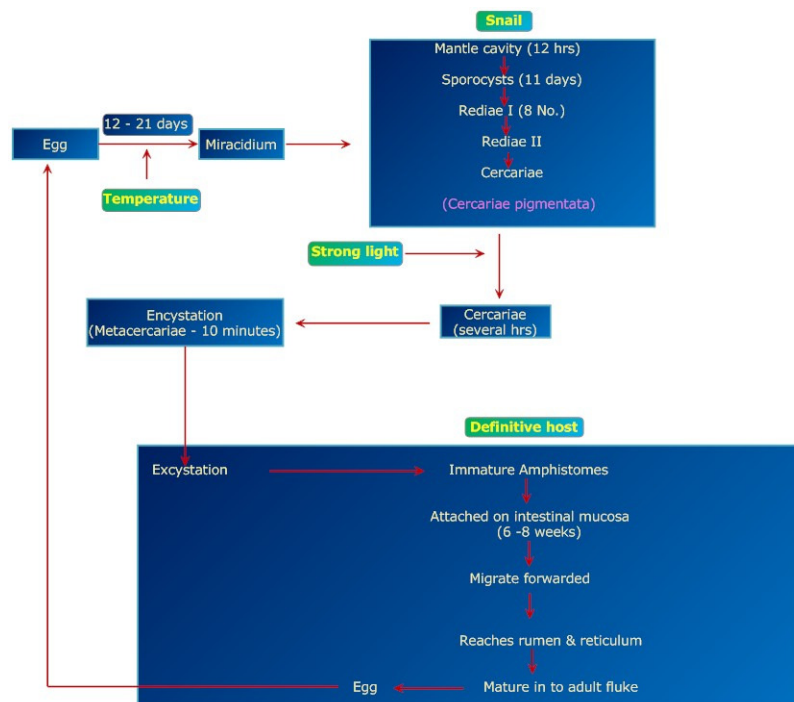 Snail
Mantle cavity (12 hrs)
Sporocysts (11 days)
Rediae I (8 No.)
Rediae II
Cercariae
(Cercariae pigmentata)
12 - 21 days
Egg
Miracidium
Temperature
Strong light
Encystation
(Metacercariae - 10 minutes)
Cercariae
(several hrs)
Definitive host
Excystation
Immature Amphistomes
Attached on intestinal mucosa
(6 -8 weeks)
Migrate forwarded
Reaches rumen & reticulum
Egg
Mature in to adult fluke